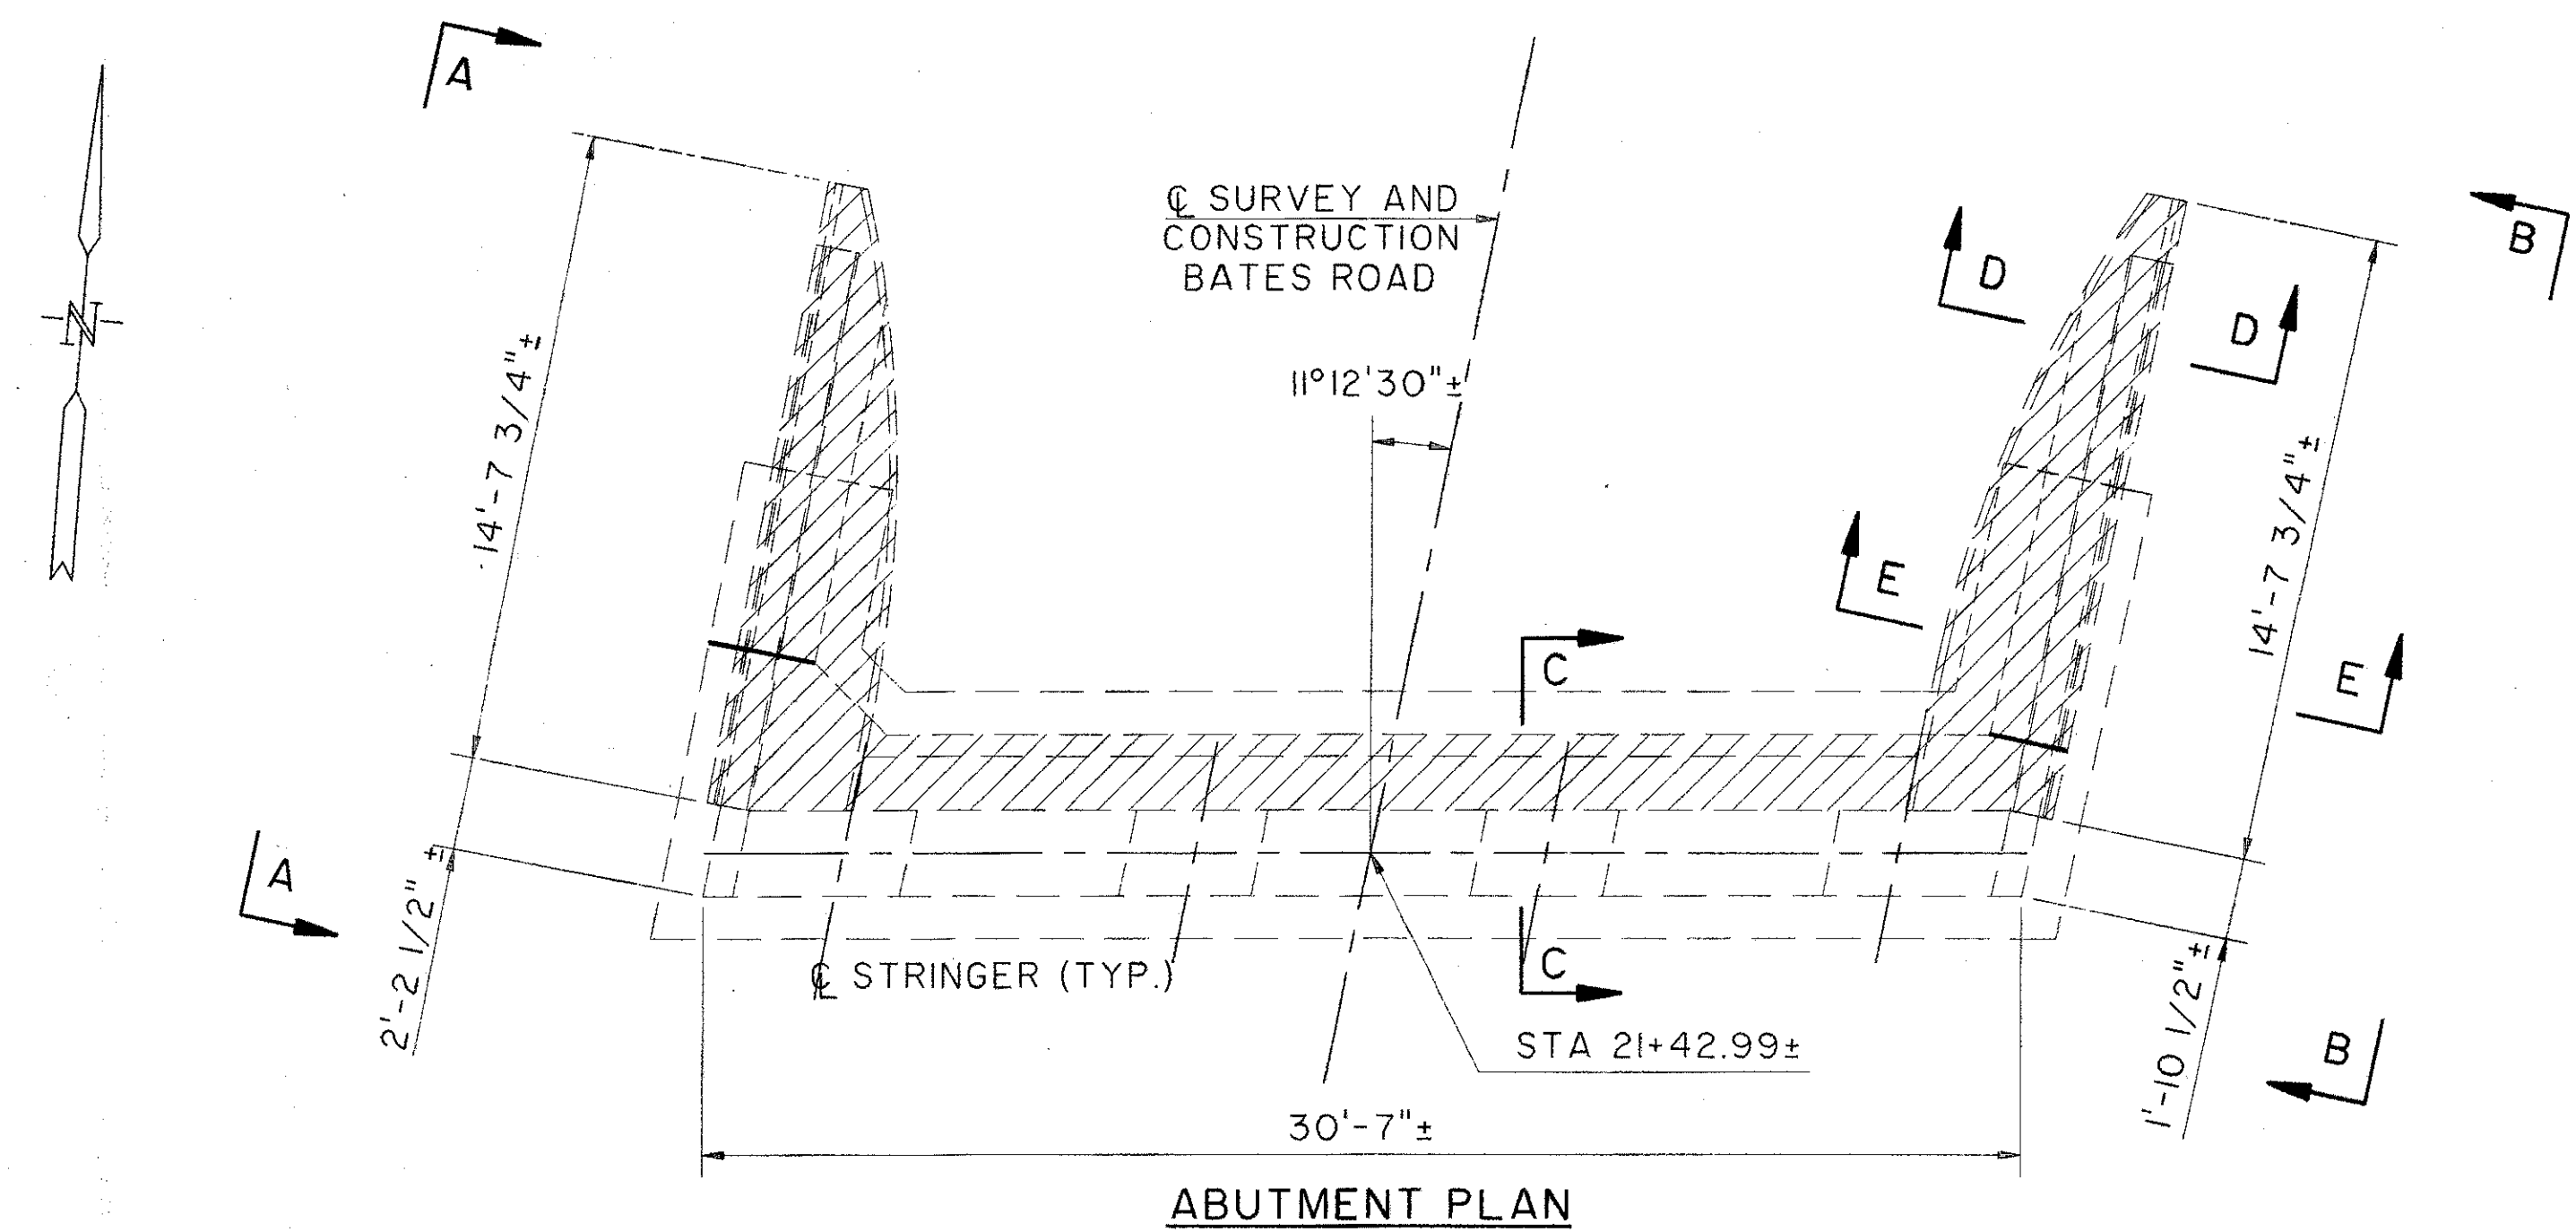 A
B
℄ SURVEY AND
CONSTRUCTION
BATES ROAD
D
D
N
11°12'30"±
14'-7 3/4"±
14'-7 3/4"±
E
E
C
A
2'-2 1/2"±
℄ STRINGER (TYP.)
C
STA 21+42.99±
1'-10 1/2"±
B
30'-7"±
ABUTMENT PLAN